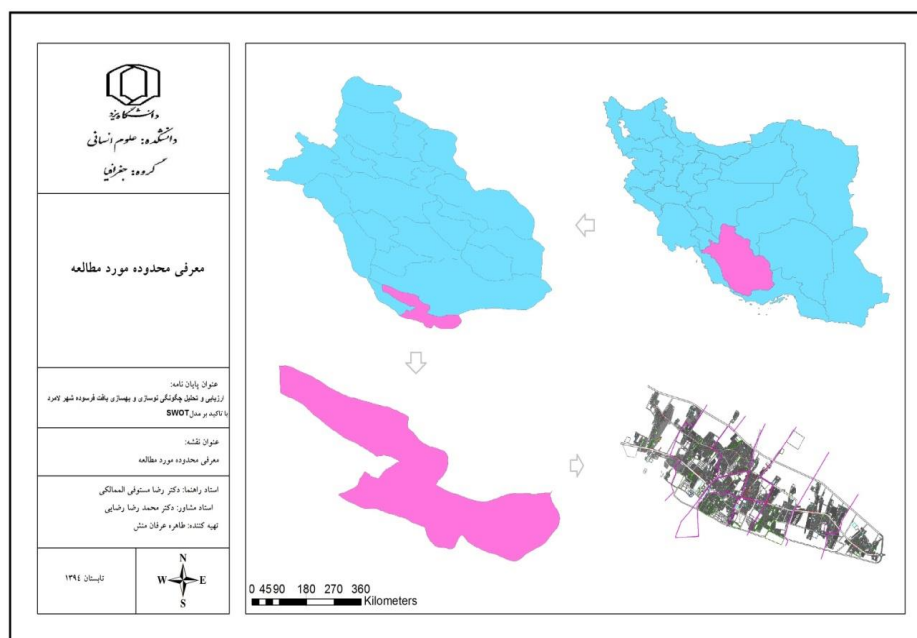 دانشگاه یزد
دانشکده: علوم انسانی
گروه: جغرافیا
معرفی محدوده مورد مطالعه
عنوان پایان نامه:
ارزیابی و تحلیل چگونگی نوسازی و بهسازی بافت فرسوده شهر لامرد
با تاکید بر مدل SWOT
عنوان نقشه:
معرفی محدوده مورد مطالعه
استاد راهنما: دکتر رضا مستوفی الممالکی
استاد مشاور: دکتر محمد رضا رضایی
تهیه کننده: طاهره عرفان منش
تابستان ۱۳۹۴
N
W E
S
0 45 90 180 270 360
Kilometers